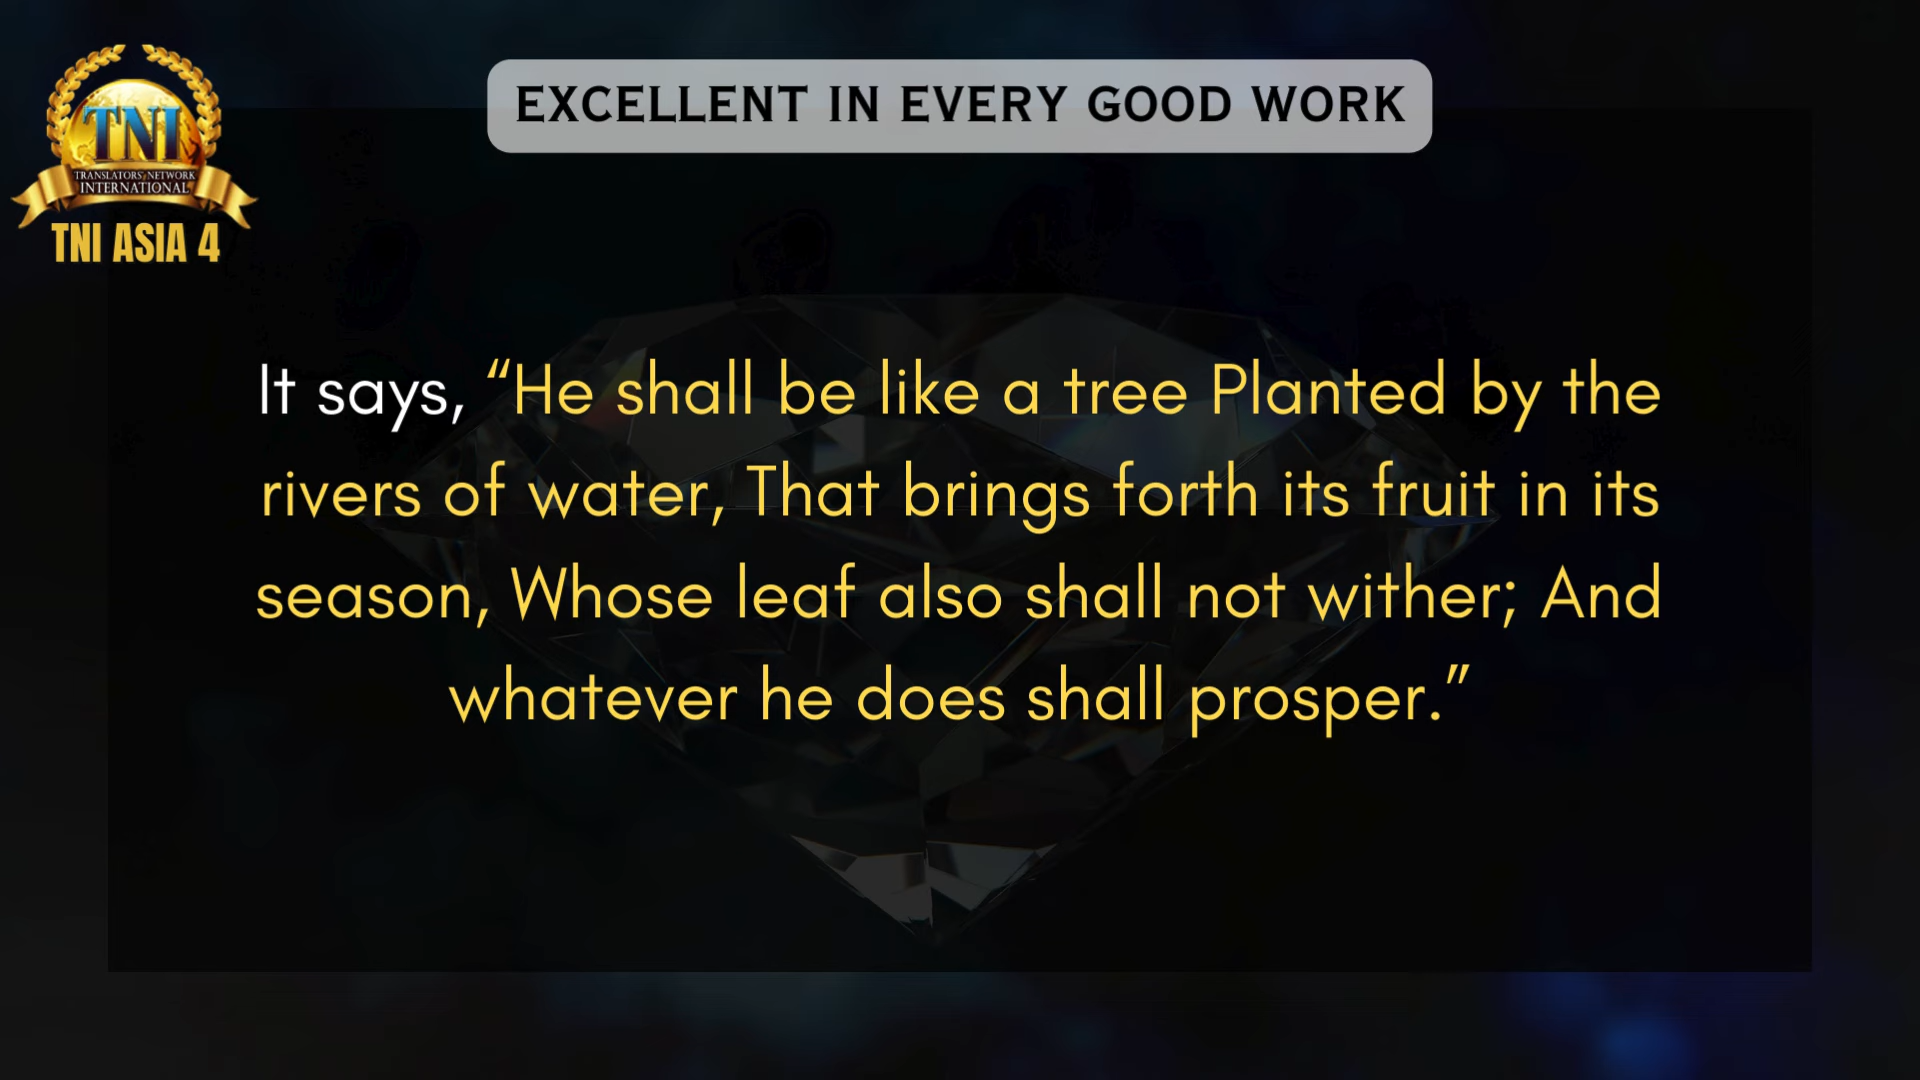 TNI
TRANSLATORS' NETWORK
INTERNATIONAL
TNI ASIA 4
EXCELLENT IN EVERY GOOD WORK
It says, “He shall be like a tree Planted by the
rivers of water, That brings forth its fruit in its
season, Whose leaf also shall not wither; And
whatever he does shall prosper.”